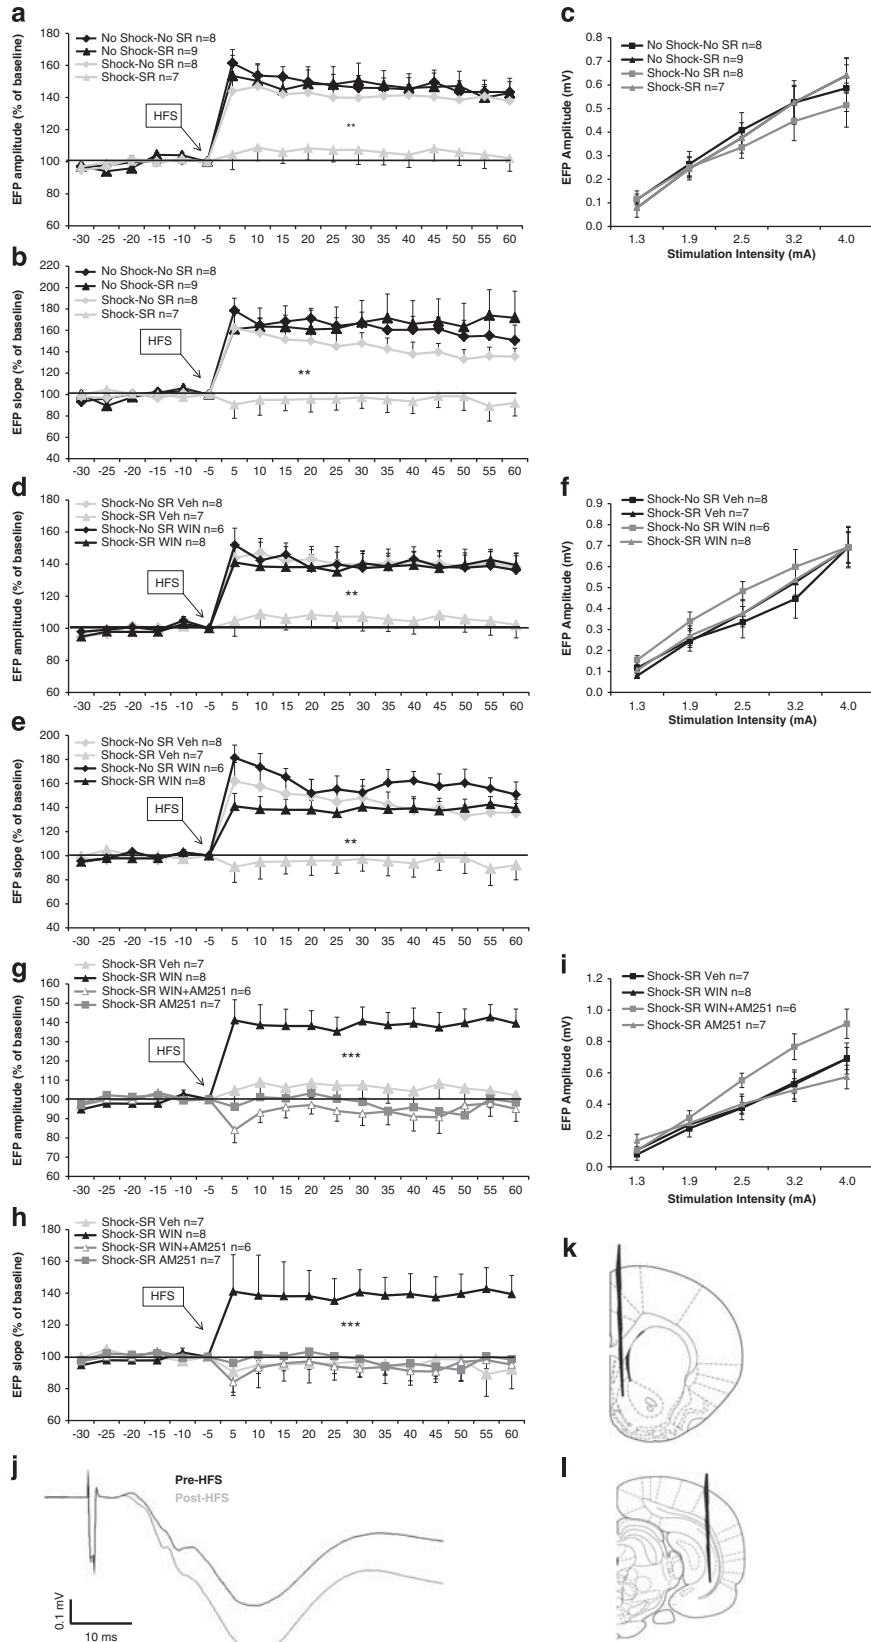 a
No Shock-No SR n=8
No Shock-SR n=9
Shock-No SR n=8
Shock-SR n=7
EFP amplitude (% of baseline)
180
160
140
120
100
80
60
HFS
**
-30 -25 -20 -15 -10 -5 5 10 15 20 25 30 35 40 45 50 55 60
c
No Shock-No SR n=8
No Shock-SR n=9
No Shock-No SR n=8
Shock-SR n=7
EFP Amplitude (mV)
0.8
0.7
0.6
0.5
0.4
0.3
0.2
0.1
0.0
1.3 1.9 2.5 3.2 4.0
Stimulation Intensity (mA)
b
No Shock-No SR n=8
No Shock-SR n=9
Shock-No SR n=8
Shock-SR n=7
EFP slope (% of baseline)
220
200
180
160
140
120
100
80
60
40
HFS
**
-30 -25 -20 -15 -10 -5 5 10 15 20 25 30 35 40 45 50 55 60
d
Shock-No SR Veh n=8
Shock-SR Veh n=7
Shock-No SR WIN n=6
Shock-SR WIN n=8
EFP amplitude (% of baseline)
180
160
140
120
100
80
60
HFS
**
-30 -25 -20 -15 -10 -5 5 10 15 20 25 30 35 40 45 50 55 60
f
Shock-No SR Veh n=8
Shock-SR Veh n=7
Shock-No SR WIN n=6
Shock-SR WIN n=8
EFP Amplitude (mV)
0.9
0.8
0.7
0.6
0.5
0.4
0.3
0.2
0.1
0.0
1.3 1.9 2.5 3.2 4.0
Stimulation Intensity (mA)
e
Shock-No SR Veh n=8
Shock-SR Veh n=7
Shock-No SR WIN n=6
Shock-SR WIN n=8
EFP slope (% of baseline)
200
180
160
140
120
100
80
60
40
HFS
**
-30 -25 -20 -15 -10 -5 5 10 15 20 25 30 35 40 45 50 55 60
g
Shock-SR Veh n=7
Shock-SR WIN n=8
Shock-SR WIN+AM251 n=6
Shock-SR AM251 n=7
EFP amplitude (% of baseline)
160
150
140
130
120
110
100
90
80
70
60
HFS
***
-30 -25 -20 -15 -10 -5 5 10 15 20 25 30 35 40 45 50 55 60
i
Shock-SR Veh n=7
Shock-SR WIN n=8
Shock-SR WIN+AM251 n=6
Shock-SR AM251 n=7
EFP Amplitude (mV)
1.2
1.0
0.8
0.6
0.4
0.2
0.0
1.3 1.9 2.5 3.2 4.0
Stimulation Intensity (mA)
h
Shock-SR Veh n=7
Shock-SR WIN n=8
Shock-SR WIN+AM251 n=6
Shock-SR AM251 n=7
EFP slope (% of baseline)
180
160
140
120
100
80
60
HFS
***
-30 -25 -20 -15 -10 -5 5 10 15 20 25 30 35 40 45 50 55 60
k
j
Pre-HFS
Post-HFS
0.1 mV
10 ms
l